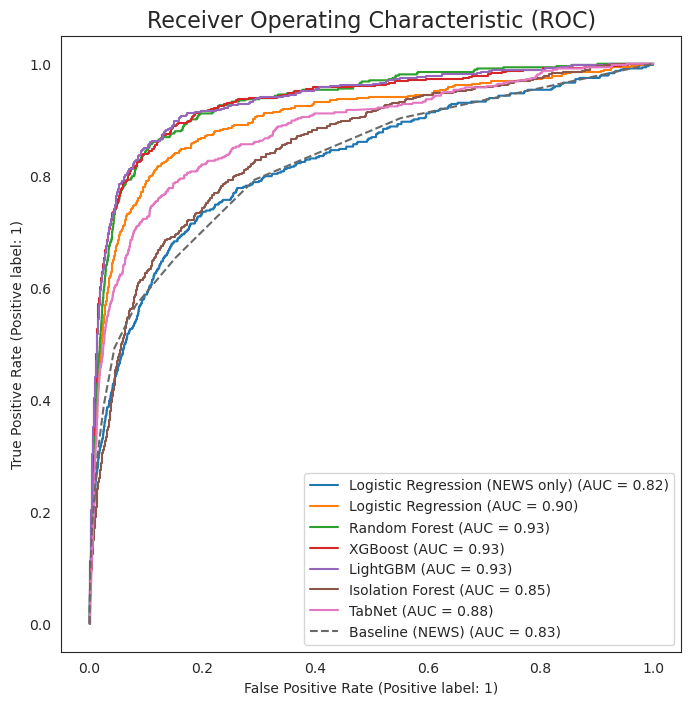 Receiver Operating Characteristic (ROC)
True Positive Rate (Positive label: 1)
1.0
0.8
0.6
0.4
0.2
0.0
Logistic Regression (NEWS only) (AUC = 0.82)
Logistic Regression (AUC = 0.90)
Random Forest (AUC = 0.93)
XGBoost (AUC = 0.93)
LightGBM (AUC = 0.93)
Isolation Forest (AUC = 0.85)
TabNet (AUC = 0.88)
Baseline (NEWS) (AUC = 0.83)
0.0 0.2 0.4 0.6 0.8 1.0
False Positive Rate (Positive label: 1)